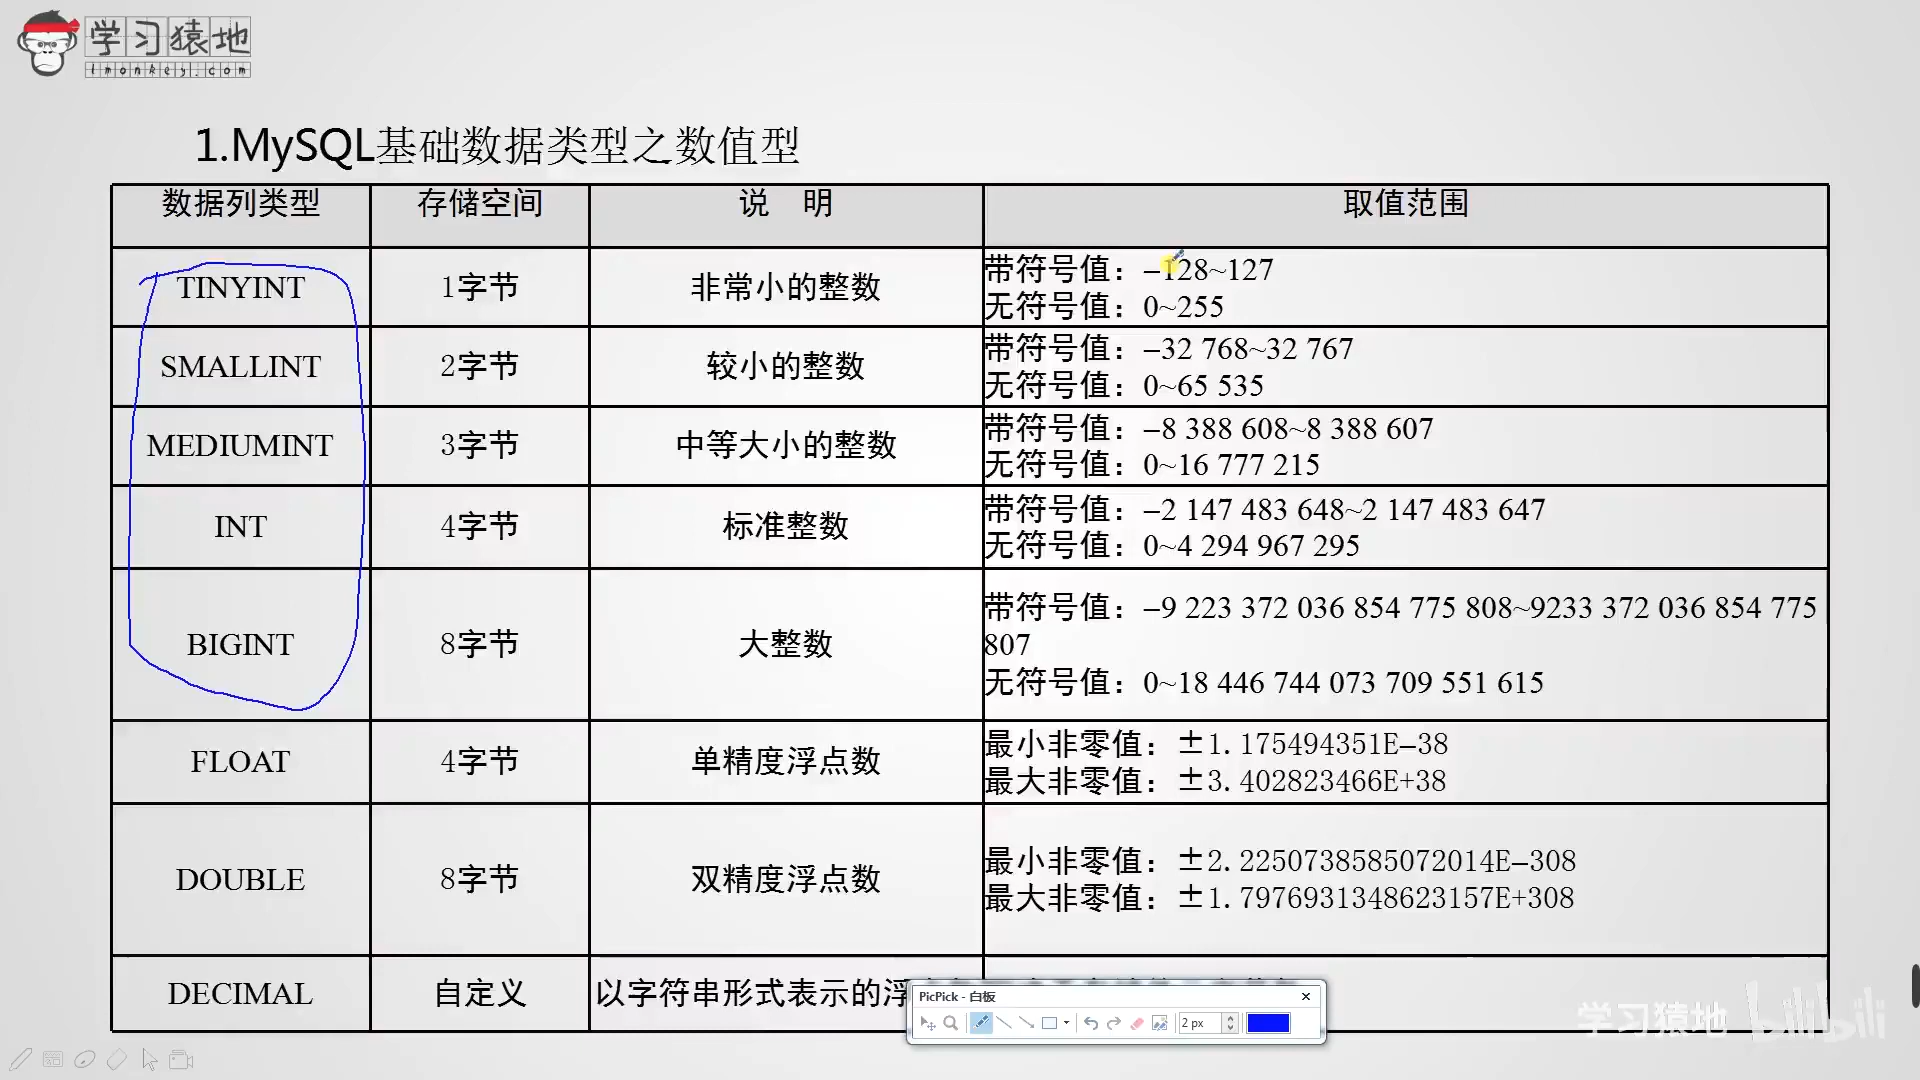 学习猿地
lmonkey.com
1.MySQL基础数据类型之数值型
数据列类型 存储空间 说 明 取值范围
TINYINT 1字节 非常小的整数 带符号值：–128~127
无符号值：0~255
SMALLINT 2字节 较小的整数 带符号值：–32 768~32 767
无符号值：0~65 535
MEDIUMINT 3字节 中等大小的整数 带符号值：–8 388 608~8 388 607
无符号值：0~16 777 215
INT 4字节 标准整数 带符号值：–2 147 483 648~2 147 483 647
无符号值：0~4 294 967 295
BIGINT 8字节 大整数 带符号值：–9 223 372 036 854 775 808~9233 372 036 854 775
807
无符号值：0~18 446 744 073 709 551 615
FLOAT 4字节 单精度浮点数 最小非零值：±1.175494351E–38
最大非零值：±3.402823466E+38
DOUBLE 8字节 双精度浮点数 最小非零值：±2.2250738585072014E–308
最大非零值：±1.7976931348623157E+308
DECIMAL 自定义 以字符串形式表示的浮
PicPick - 白板
2 px
学习猿地 bilibili